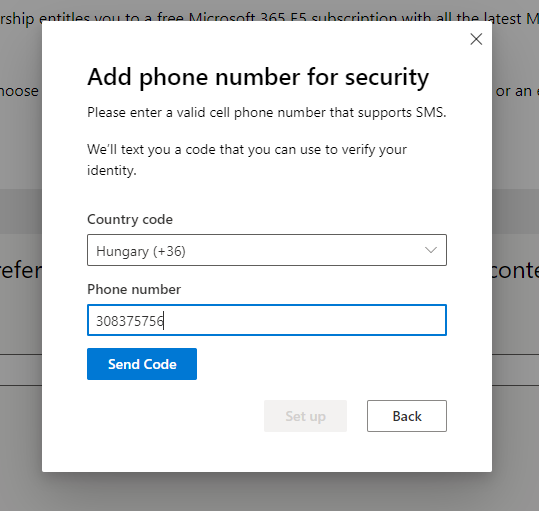 rship entitles you to a free Microsoft 365 E5 subscription with all the latest M
Add phone number for security
Please enter a valid cell phone number that supports SMS.
hoose
or an e
We'll text you a code that you can use to verify your
identity.
Country code
Hungary (+36)
refer
conte
Phone number
308375756
Send Code
Set up
Back